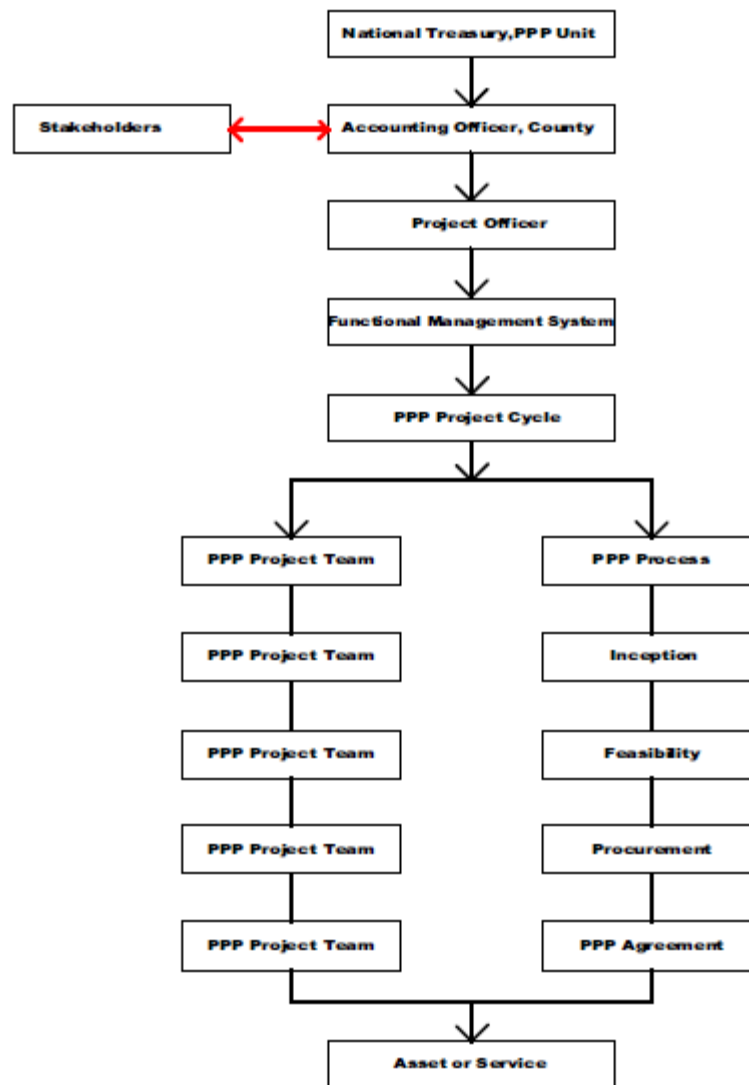 National Treasury,PPP Unit
Stakeholders
Accounting Officer, County
Project Officer
Functional Management System
PPP Project Cycle
PPP Project Team
PPP Process
PPP Project Team
Inception
PPP Project Team
Feasibility
PPP Project Team
Procurement
PPP Project Team
PPP Agreement
Asset or Service